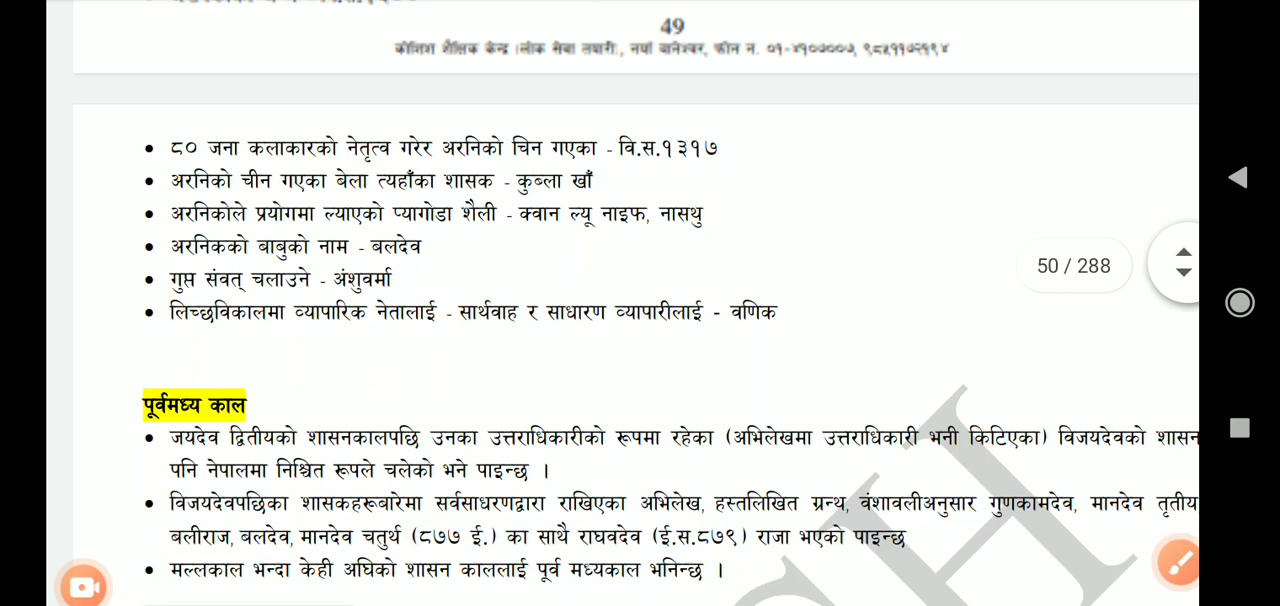 49
कोशिश शैक्षिक केन्द्र (लोक सेवा तयारी), नयाँ बानेश्वर, फोन नं. ०१-४१०७००७,
• ८० जना कलाकारको नेतृत्व गरेर अरनिको चिन गएका - वि.स.१३१७
• अरनिको चीन गएका बेला त्यहाँका शासक - कुब्ला खाँ
• अरनिकोले प्रयोगमा ल्याएको प्यागोडा शैली - क्वान ल्यू नाइफ, नासथु
• अरनिकको बाबुको नाम - बलदेव
• गुप्त संवत् चलाउने - अंशुवर्मा
• लिच्छविकालमा व्यापारिक नेतालाई - सार्थवाह र साधारण व्यापारीलाई - वणिक
50 / 288
पूर्वमध्य काल
• जयदेव द्वितीयको शासनकालपछि उनका उत्तराधिकारीको रूपमा रहेका (अभिलेखमा उत्तराधिकारी भनी किटिएका) विजयदेवको शासन
पनि नेपालमा निश्चित रूपले चलेको भने पाइन्छ ।
• विजयदेवपछिका शासकहरूबारेमा सर्वसाधरणद्वारा राखिएका अभिलेख, हस्तलिखित ग्रन्थ, वंशावलीअनुसार गुणकामदेव, मानदेव तृतीय
बलीराज, बलदेव, मानदेव चतुर्थ (८७७ ई.) का साथै राघवदेव (ई.स.८७९) राजा भएको पाइन्छ
• मल्लकाल भन्दा केही अघिको शासन काललाई पूर्व मध्यकाल भनिन्छ ।